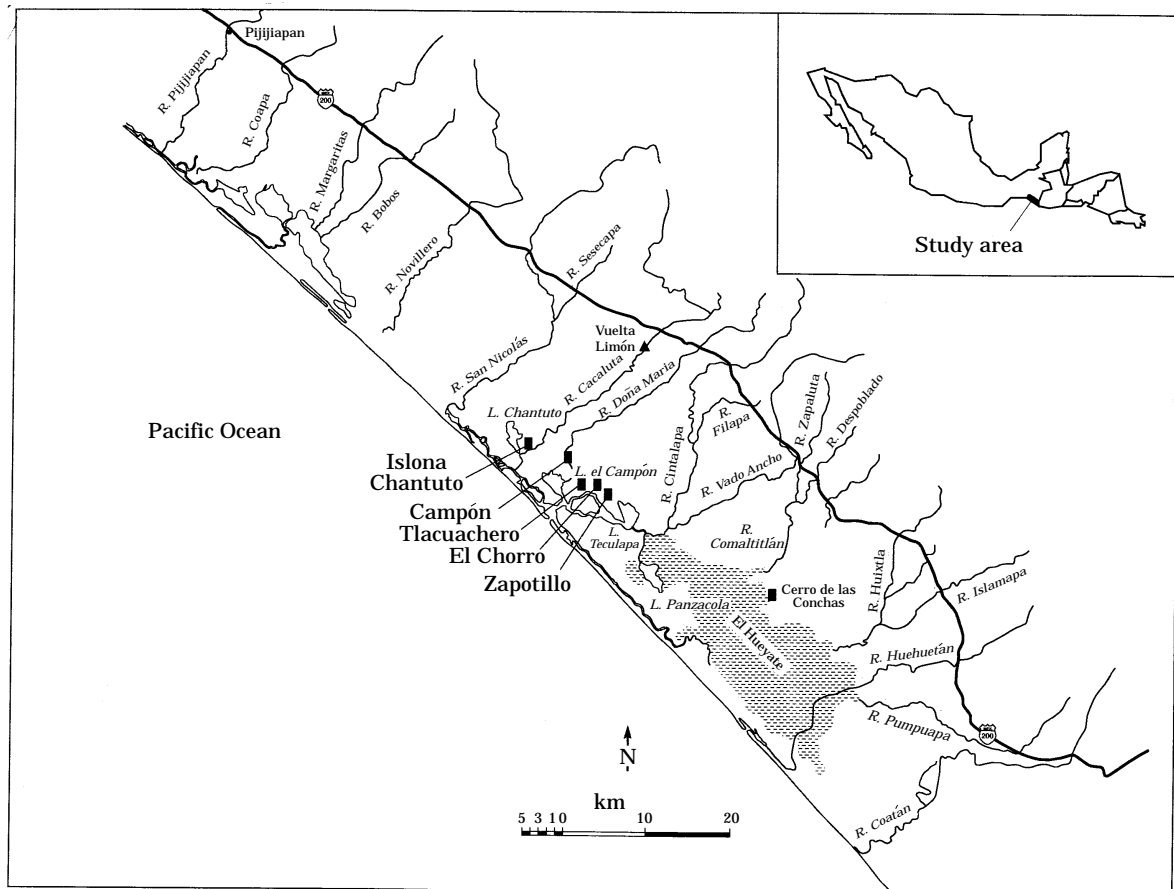 Pijijiapan
R. Pijijiapan
R. Coapa
200
R. Margaritas
R. Bobos
R. Novillero
R. Sesecapa
Study area
Vuelta
Limón
R. San Nicolás
R. Cacaluta
R. Doña Maria
L. Chantuto
Pacific Ocean
R.
Filapa
R. Zapaluta
R. Despoblado
Islona
Chantuto
L. el Campón
R. Cintalapa
R. Vado Ancho
Campón
Tlacuachero
El Chorro
Zapotillo
L.
Teculapa
R.
Comaltitlán
R. Huixtla
R. Islamapa
Cerro de las
Conchas
L. Panzacola
El Hueyate
R. Huehuetán
R. Pumpuapa
200
N
km
5 3 1 0 10 20
R. Coatán